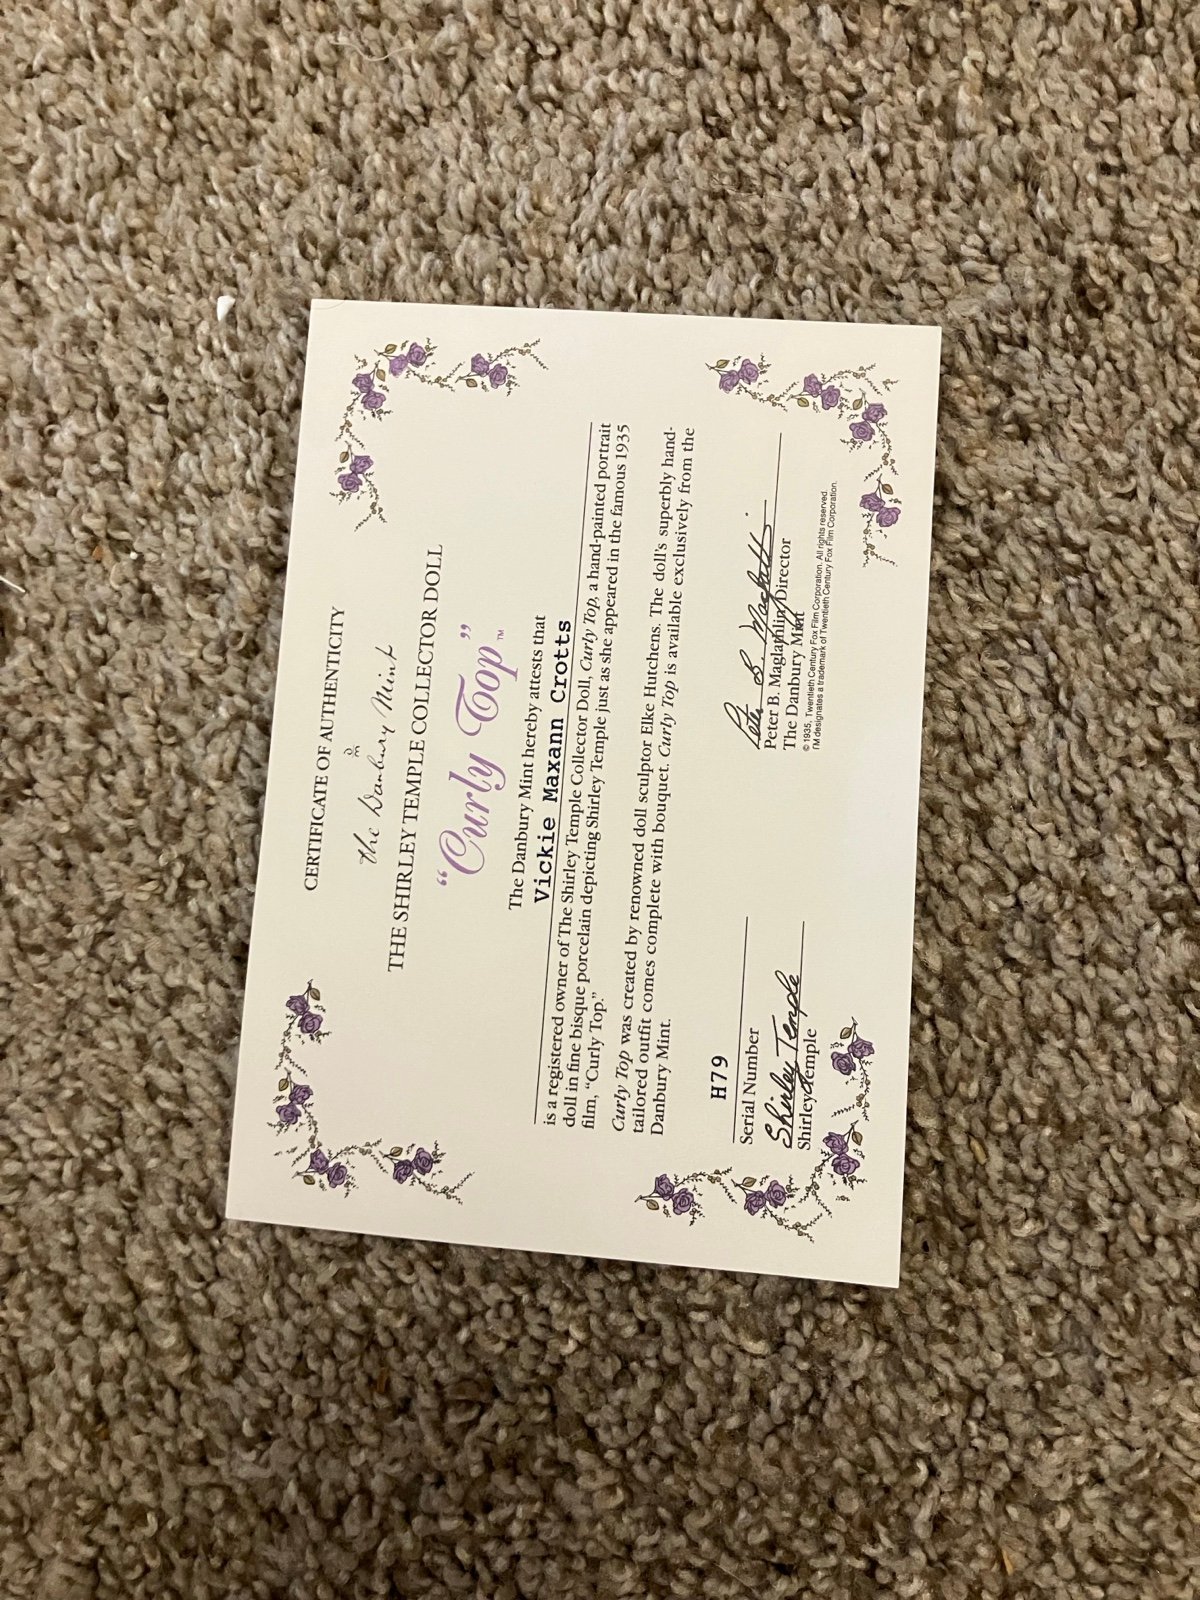 CERTIFICATE OF AUTHENTICITY
The Danbury Mint
DM
THE SHIRLEY TEMPLE COLLECTOR DOLL
“Curly Top”™
The Danbury Mint hereby attests that
Vickie Maxann Crotts
is a registered owner of The Shirley Temple Collector Doll, Curly Top, a hand-painted portrait
doll in fine bisque porcelain depicting Shirley Temple just as she appeared in the famous 1935
film, “Curly Top.”
Curly Top was created by renowned doll sculptor Elke Hutchens. The doll's superbly hand-
tailored outfit comes complete with bouquet. Curly Top is available exclusively from the
Danbury Mint.
H79
Serial Number
Shirley Temple
Shirley Temple
Peter B. Maglathlin
Peter B. Maglathlin, Director
The Danbury Mint
© 1935, Twentieth Century Fox Film Corporation. All rights reserved.
TM designates a trademark of Twentieth Century Fox Film Corporation.